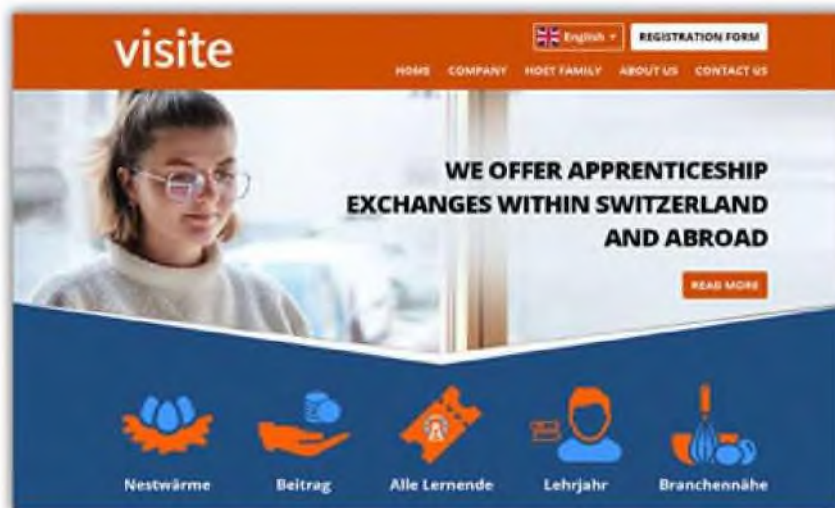 visite
English
REGISTRATION FORM
HOME COMPANY HOST FAMILY ABOUT US CONTACT US
WE OFFER APPRENTICESHIP
EXCHANGES WITHIN SWITZERLAND
AND ABROAD
READ MORE
Nestwärme Beitrag Alle Lernende Lehrjahr Branchennähe